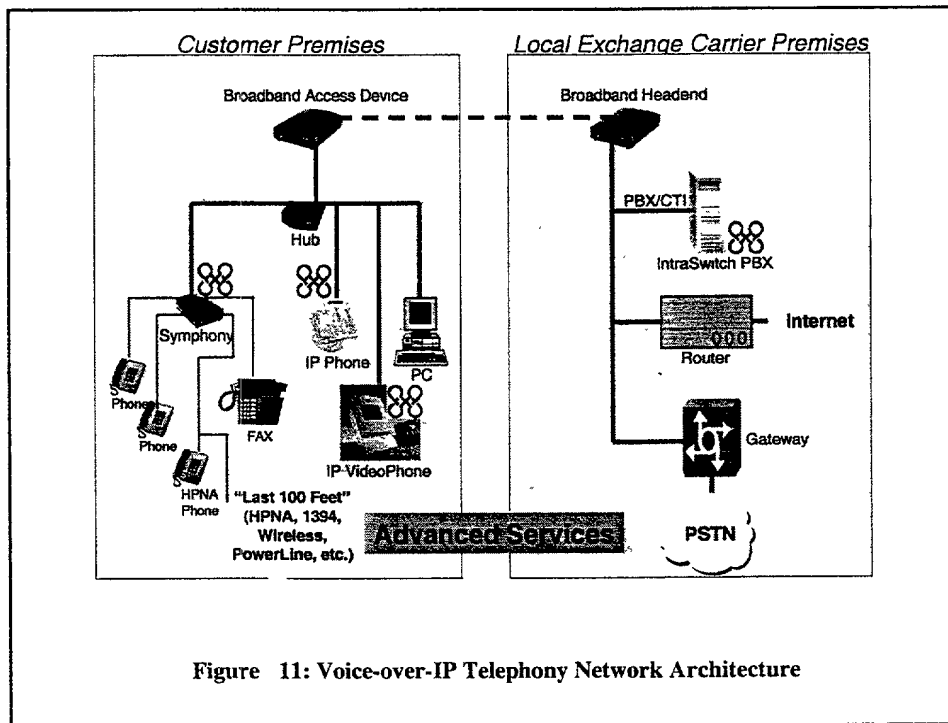 Customer Premises
Local Exchange Carrier Premises
Broadband Access Device
Broadband Headend
PBX/CTI
Hub
IntraSwitch PBX
Symphony
IP Phone
PC
Internet
Router
Phone
Phone
FAX
IP-VideoPhone
Gateway
HPNA
Phone
"Last 100 Feet"
(HPNA, 1394,
Wireless,
PowerLine, etc.)
Advanced Services
PSTN
Figure 11: Voice-over-IP Telephony Network Architecture